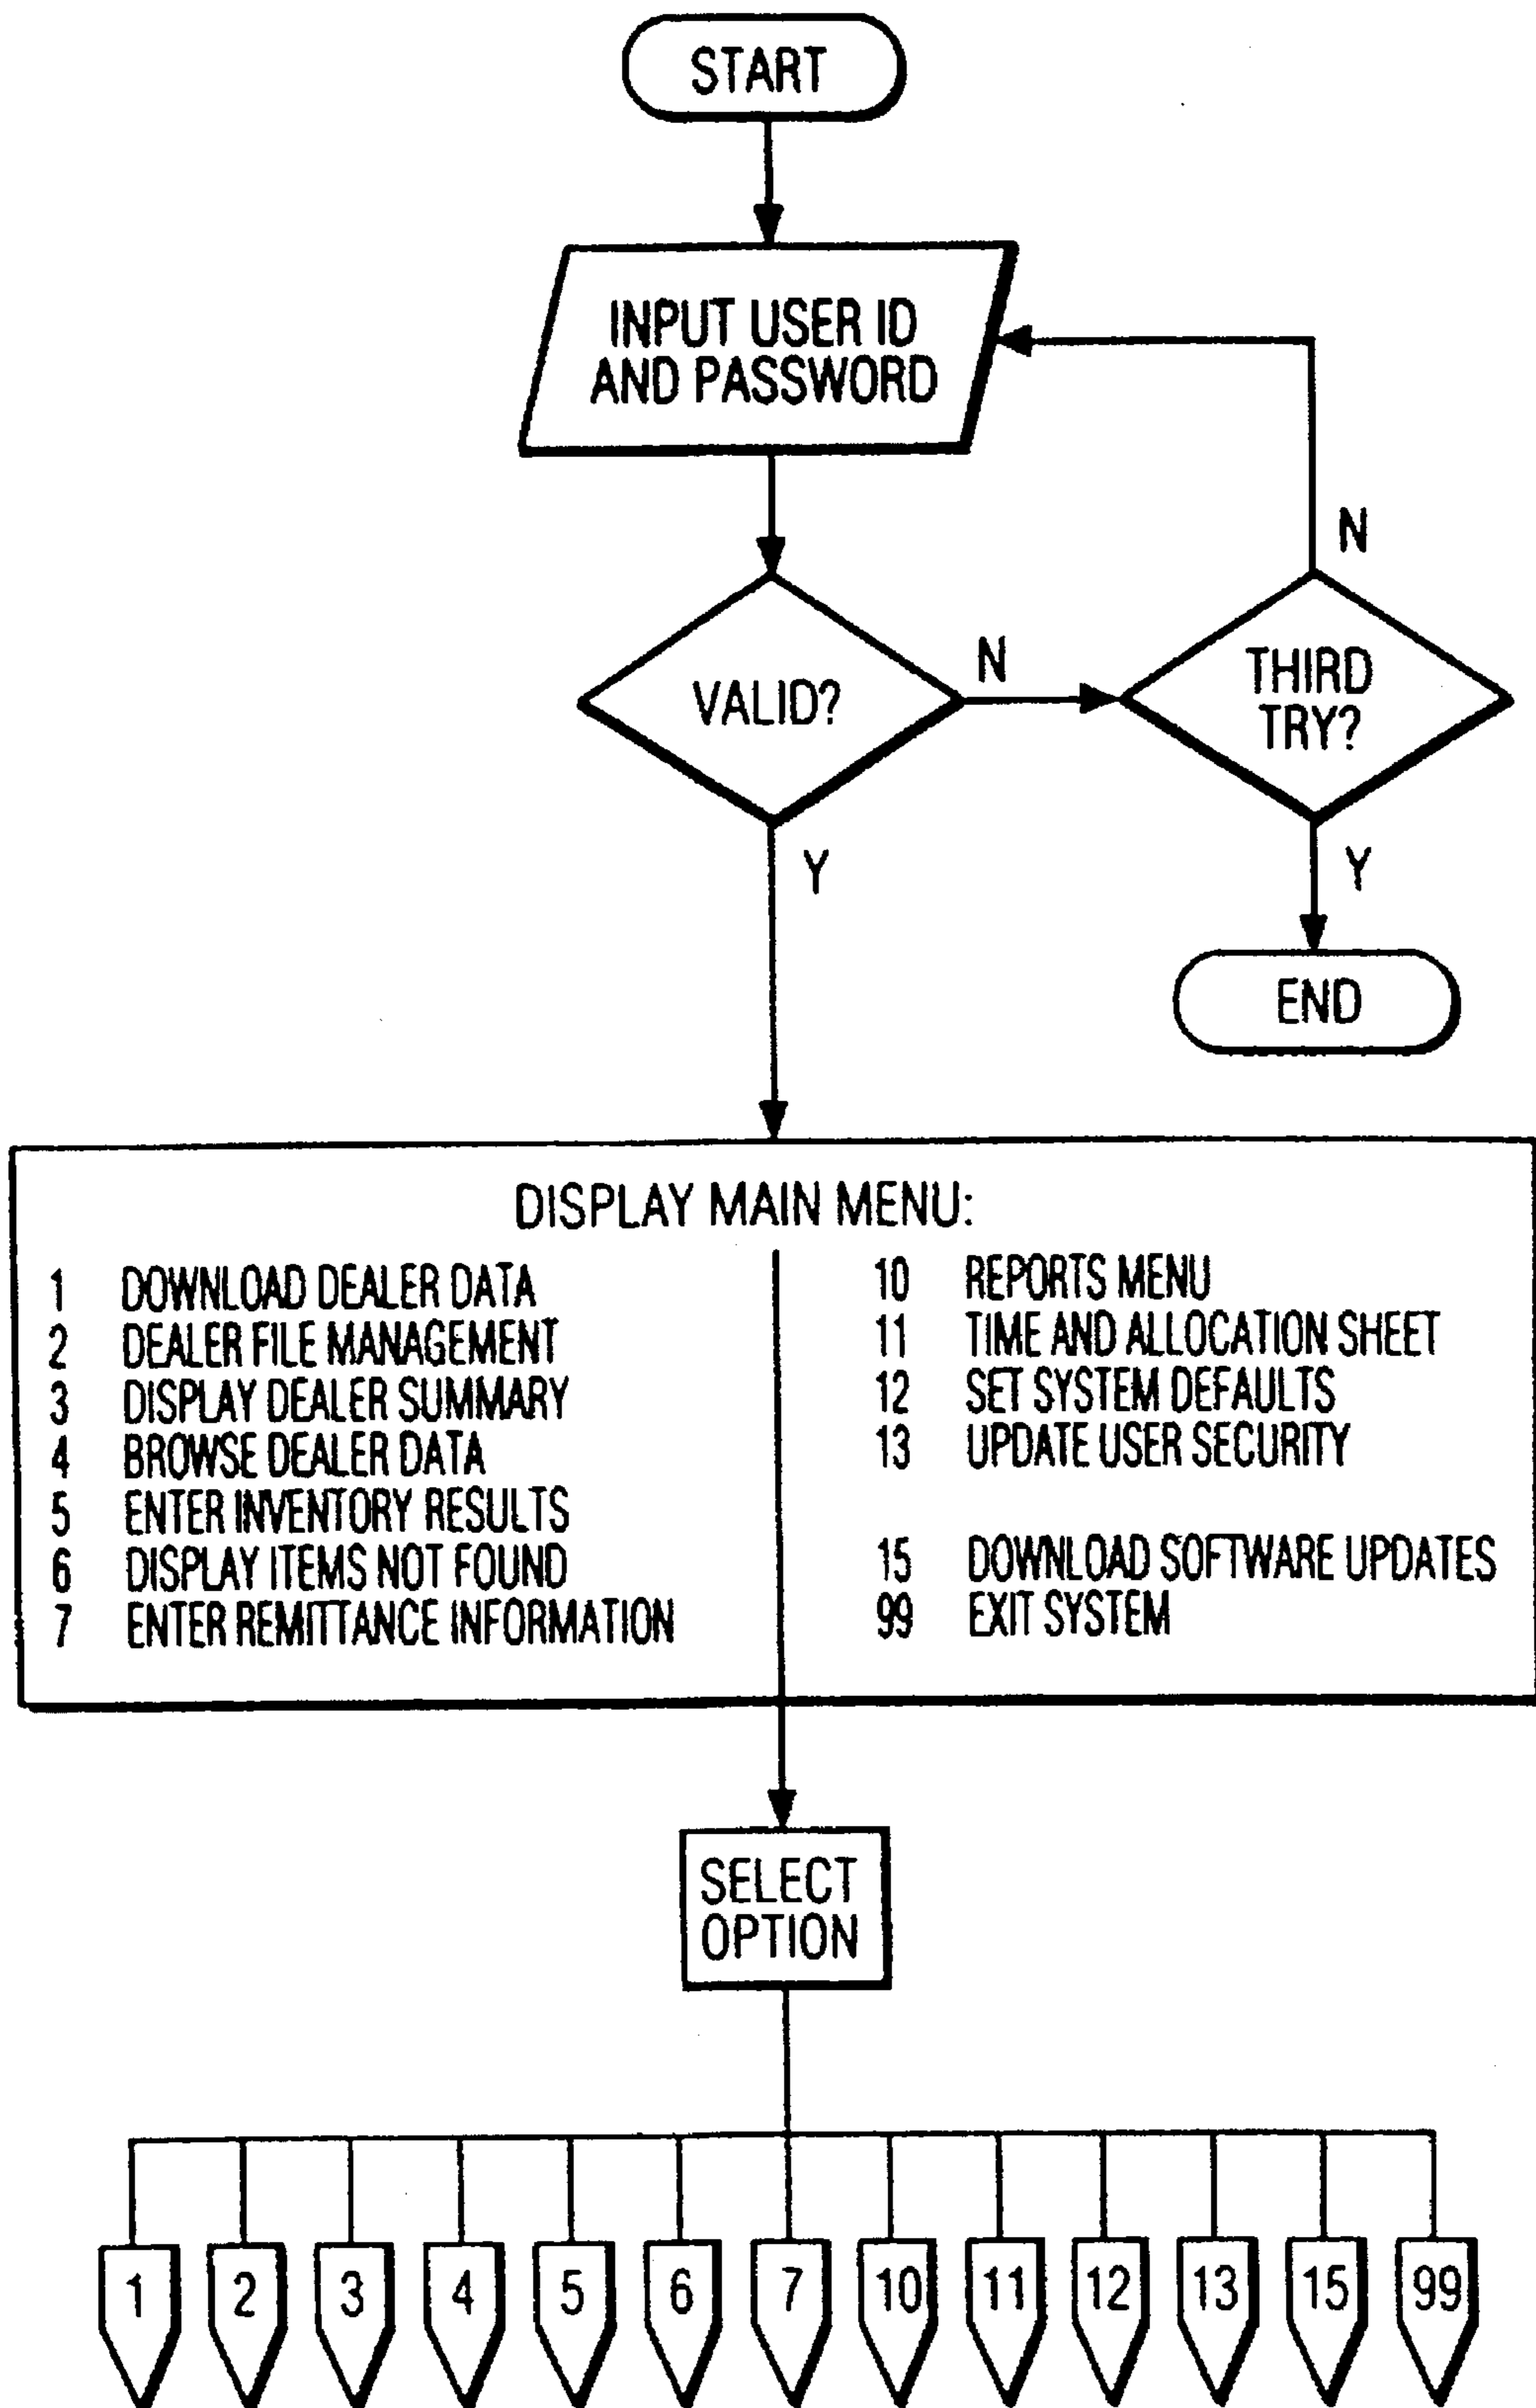 START
INPUT USER ID
AND PASSWORD
N
VALID?
N
THIRD
TRY?
Y
Y
END
DISPLAY MAIN MENU:
1 DOWNLOAD DEALER DATA
2 DEALER FILE MANAGEMENT
3 DISPLAY DEALER SUMMARY
4 BROWSE DEALER DATA
5 ENTER INVENTORY RESULTS
6 DISPLAY ITEMS NOT FOUND
7 ENTER REMITTANCE INFORMATION
10 REPORTS MENU
11 TIME AND ALLOCATION SHEET
12 SET SYSTEM DEFAULTS
13 UPDATE USER SECURITY
15 DOWNLOAD SOFTWARE UPDATES
99 EXIT SYSTEM
SELECT
OPTION
1 2 3 4 5 6 7 10 11 12 13 15 99